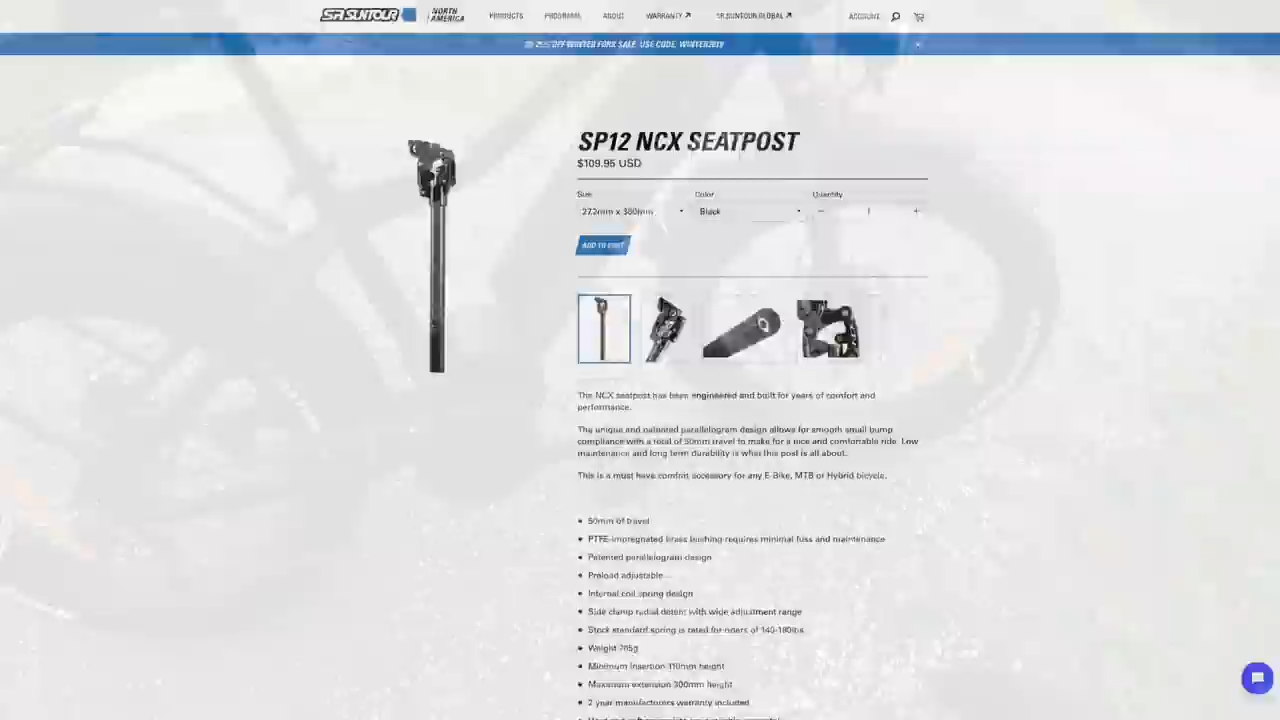 SR SUNTOUR
NORTH
AMERICA
PRODUCTS
PROGRAMS
ABOUT
WARRANTY
SR SUNTOUR GLOBAL
ACCOUNT
OFF WINTER FORK SALE. USE CODE: WINTER2019
SP12 NCX SEATPOST
$109.95 USD
Size
Color
Quantity
27.2mm x 350mm
Black
− 1 +
ADD TO CART
The NCX seatpost has been engineered and built for years of comfort and
performance.
The unique and patented parallelogram design allows for smooth small bump
compliance with a total of 50mm travel to make for a nice and comfortable ride. Low
maintenance and long term durability is what this post is all about.
This is a must have comfort accessory for any E-Bike, MTB or Hybrid bicycle.
• 50mm of travel
• PTFE-impregnated brass bushing requires minimal fuss and maintenance
• Patented parallelogram design
• Preload adjustable
• Internal coil spring design
• Side clamp radial detent with wide adjustment range
• Stock standard spring is rated for riders of 140-180lbs
• Weight 765g
• Minimum insertion 110mm height
• Maximum extension 300mm height
• 2 year manufacturers warranty included